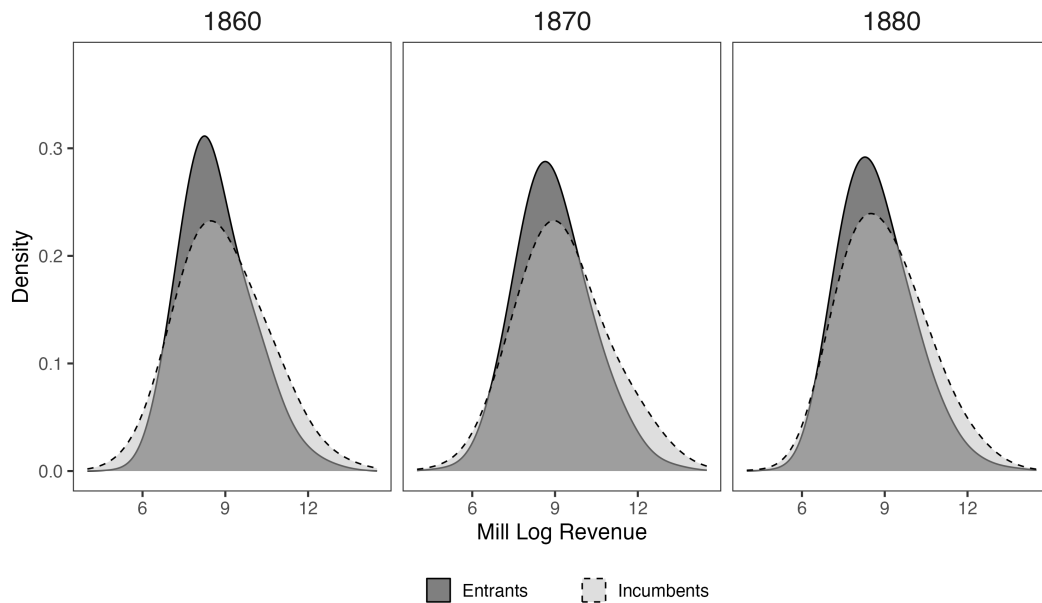 1860 1870 1880
Density
0.3
0.2
0.1
0.0
6 9 12 6 9 12 6 9 12
Mill Log Revenue
Entrants Incumbents